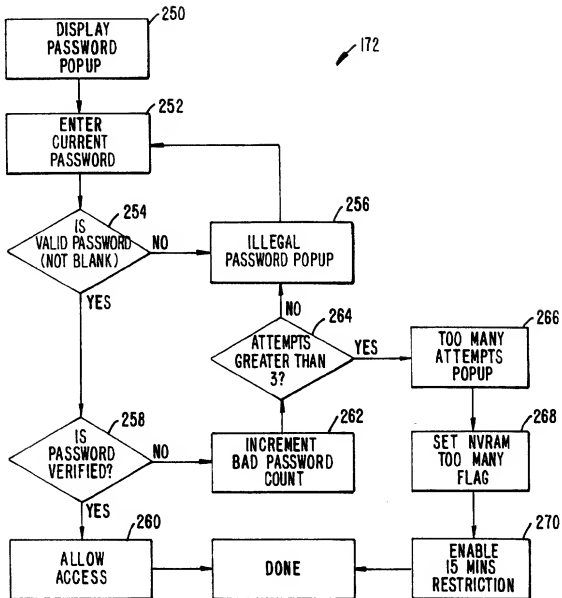 250
DISPLAY
PASSWORD
POPUP
172
252
ENTER
CURRENT
PASSWORD
254
IS
VALID PASSWORD
(NOT BLANK)
NO
YES
256
ILLEGAL
PASSWORD POPUP
NO
264
ATTEMPTS
GREATER THAN
3?
YES
266
TOO MANY
ATTEMPTS
POPUP
258
IS
PASSWORD
VERIFIED?
NO
YES
262
INCREMENT
BAD PASSWORD
COUNT
268
SET NVRAM
TOO MANY
FLAG
260
ALLOW
ACCESS
DONE
270
ENABLE
15 MINS
RESTRICTION